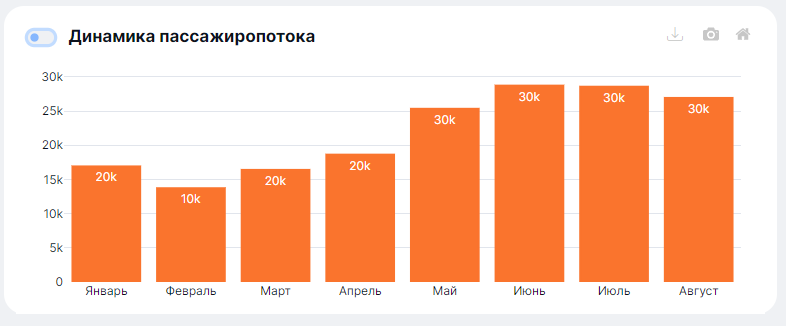 Динамика пассажиропотока
30k
25k
20k
15k
10k
5k
0
20k
10k
20k
20k
30k
30k
30k
30k
Январь Февраль Март Апрель Май Июнь Июль Август